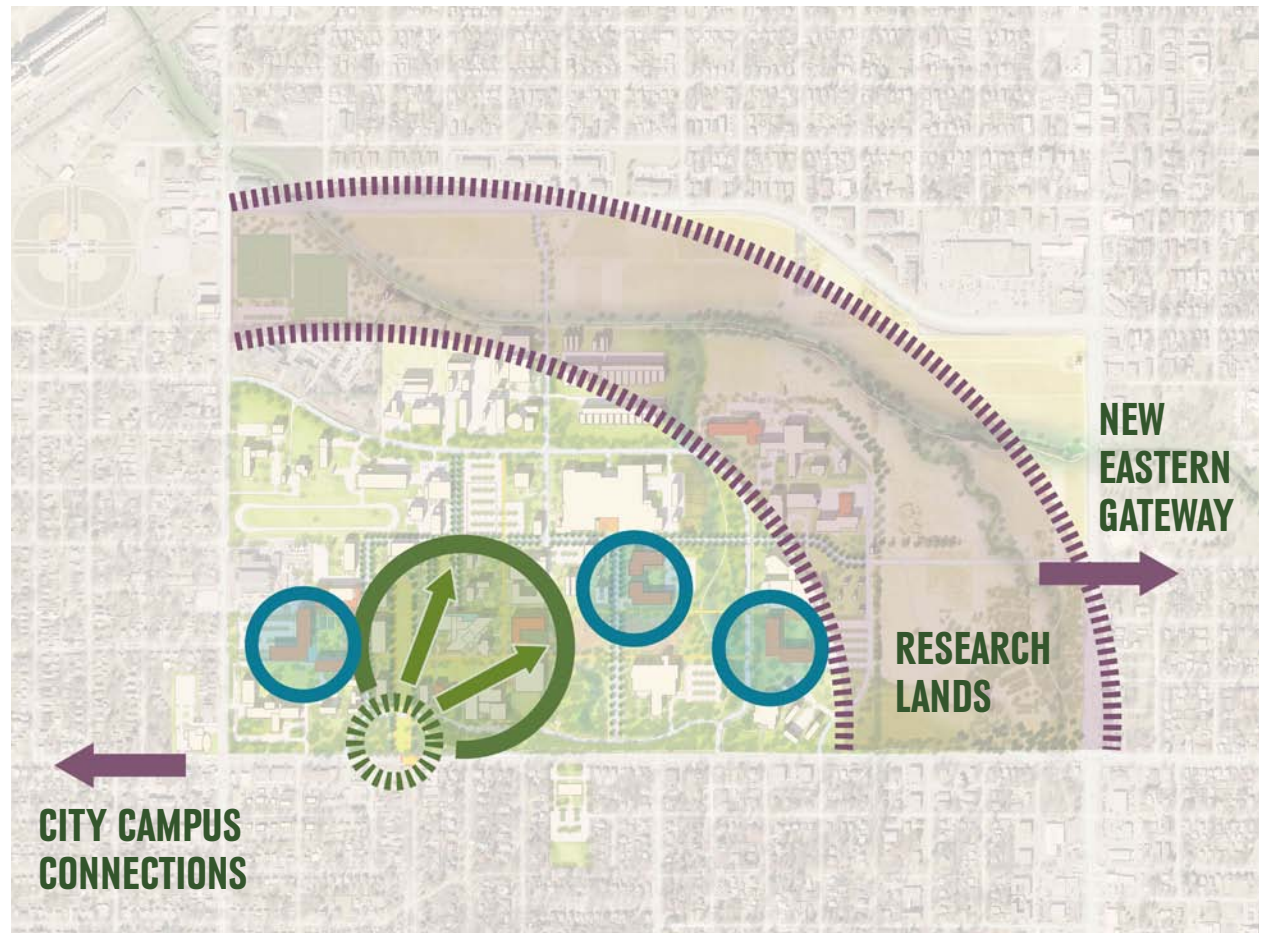 NEW
EASTERN
GATEWAY
RESEARCH
LANDS
CITY CAMPUS
CONNECTIONS